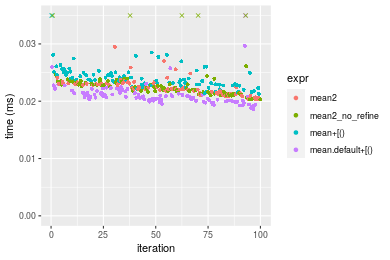 0.03
0.02
0.01
0.00
time (ms)
0
25
50
75
100
iteration
expr
mean2
mean2_no_refine
mean+[()
mean.default+[()